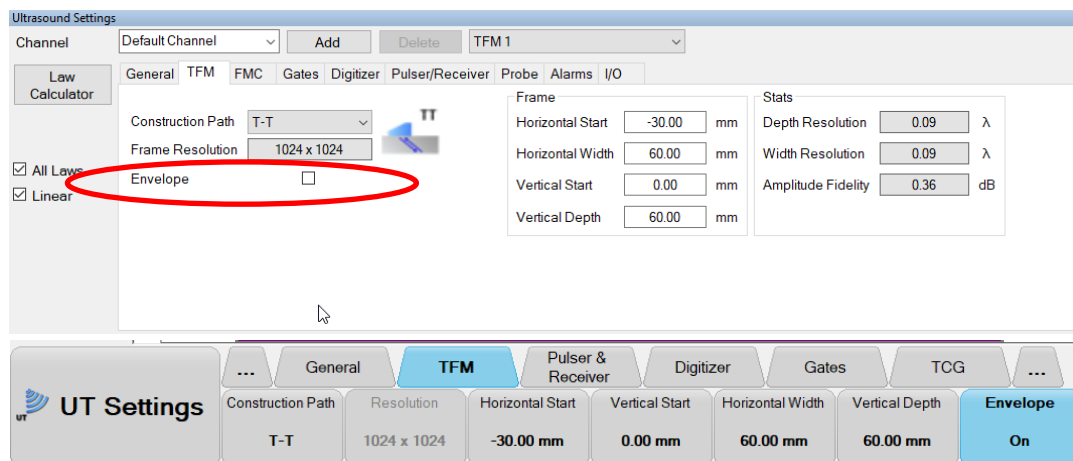 Ultrasound Settings
Channel Default Channel Add Delete TFM 1
Law Calculator
General TFM FMC Gates Digitizer Pulser/Receiver Probe Alarms I/O
Construction Path T-T TT
Frame Resolution 1024 x 1024
Envelope
All Laws
Linear
Frame
Horizontal Start -30.00 mm
Horizontal Width 60.00 mm
Vertical Start 0.00 mm
Vertical Depth 60.00 mm
Stats
Depth Resolution 0.09 λ
Width Resolution 0.09 λ
Amplitude Fidelity 0.36 dB
UT UT Settings
... General TFM Pulser & Receiver Digitizer Gates TCG ...
Construction Path Resolution Horizontal Start Vertical Start Horizontal Width Vertical Depth Envelope
T-T 1024 x 1024 -30.00 mm 0.00 mm 60.00 mm 60.00 mm On